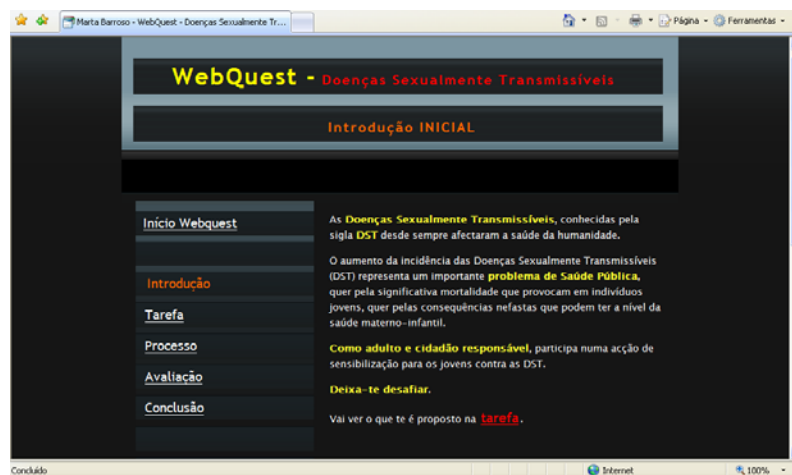 Marta Barroso - WebQuest - Doenças Sexualmente Tr...
Página
Ferramentas
WebQuest - Doenças Sexualmente Transmissíveis
Introdução INICIAL
Início Webquest
Introdução
Tarefa
Processo
Avaliação
Conclusão
As Doenças Sexualmente Transmissíveis, conhecidas pela
sigla DST desde sempre afectaram a saúde da humanidade.
O aumento da incidência das Doenças Sexualmente Transmissíveis
(DST) representa um importante problema de Saúde Pública,
quer pela significativa mortalidade que provocam em indivíduos
jovens, quer pelas consequências nefastas que podem ter a nível da
saúde materno-infantil.
Como adulto e cidadão responsável, participa numa acção de
sensibilização para os jovens contra as DST.
Deixa-te desafiar.
Vai ver o que te é proposto na tarefa.
Concluído
Internet
100%